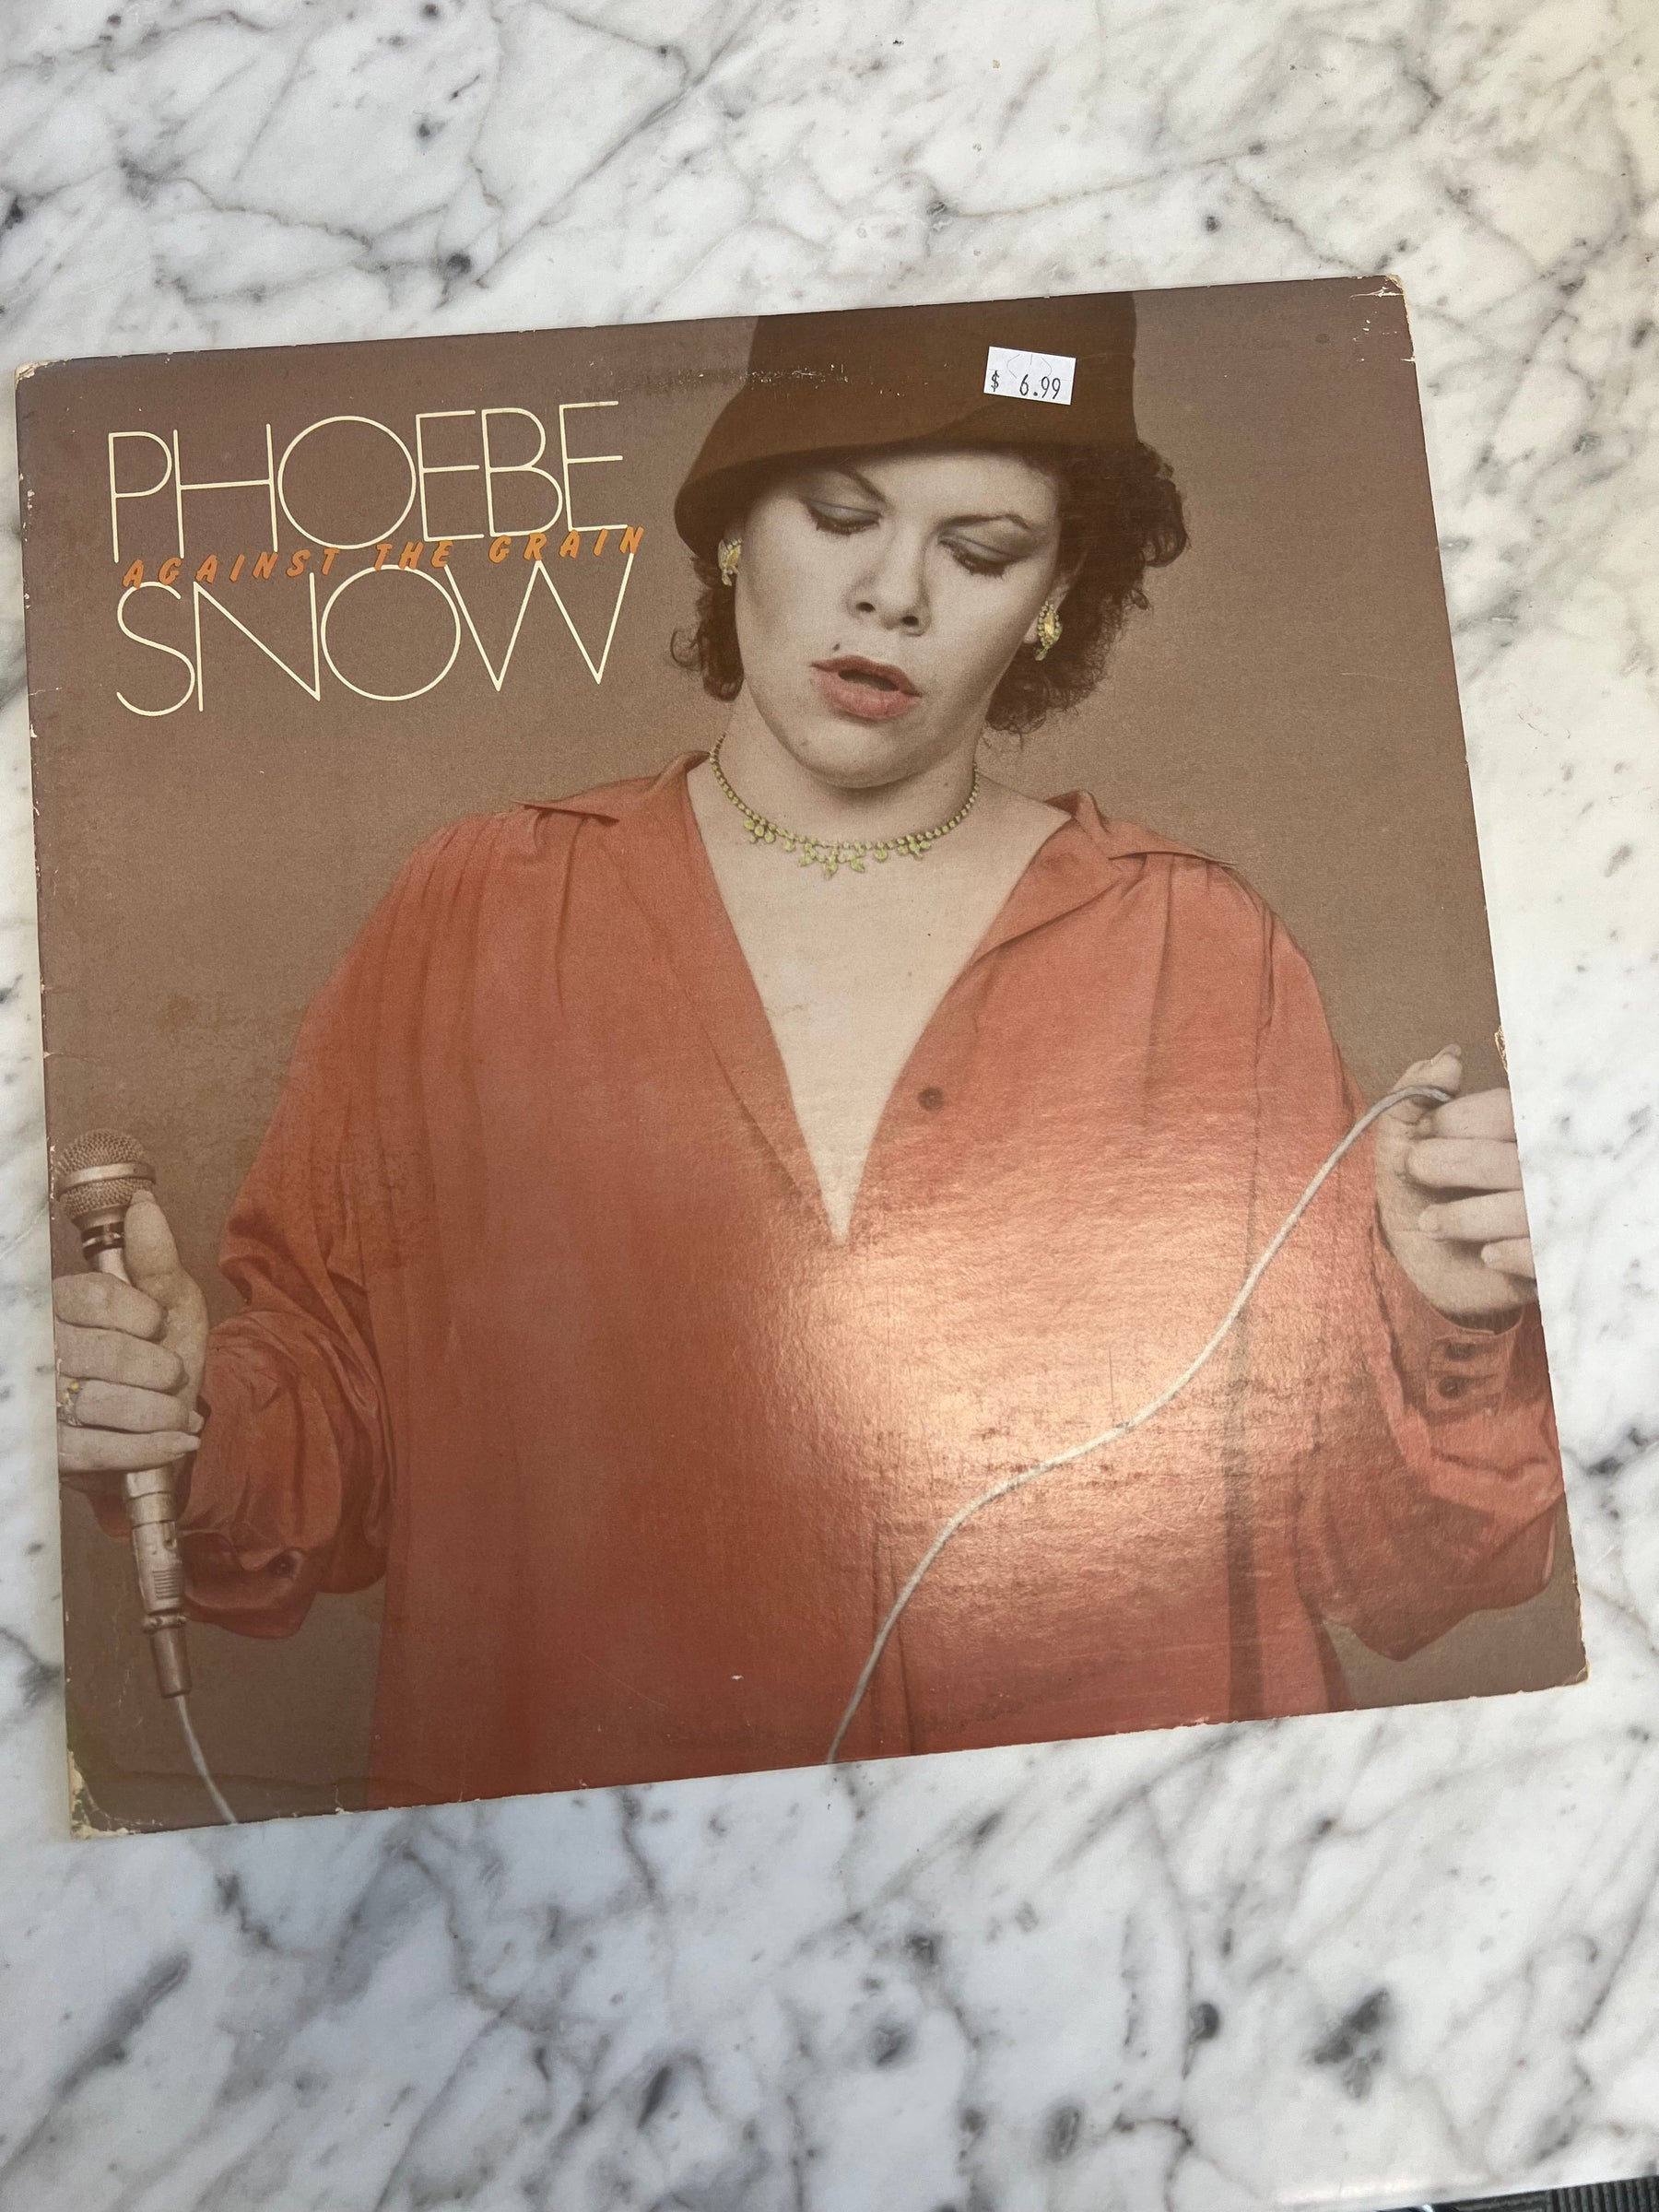 $ 6.99
PHOEBE
AGAINST THE GRAIN
SNOW